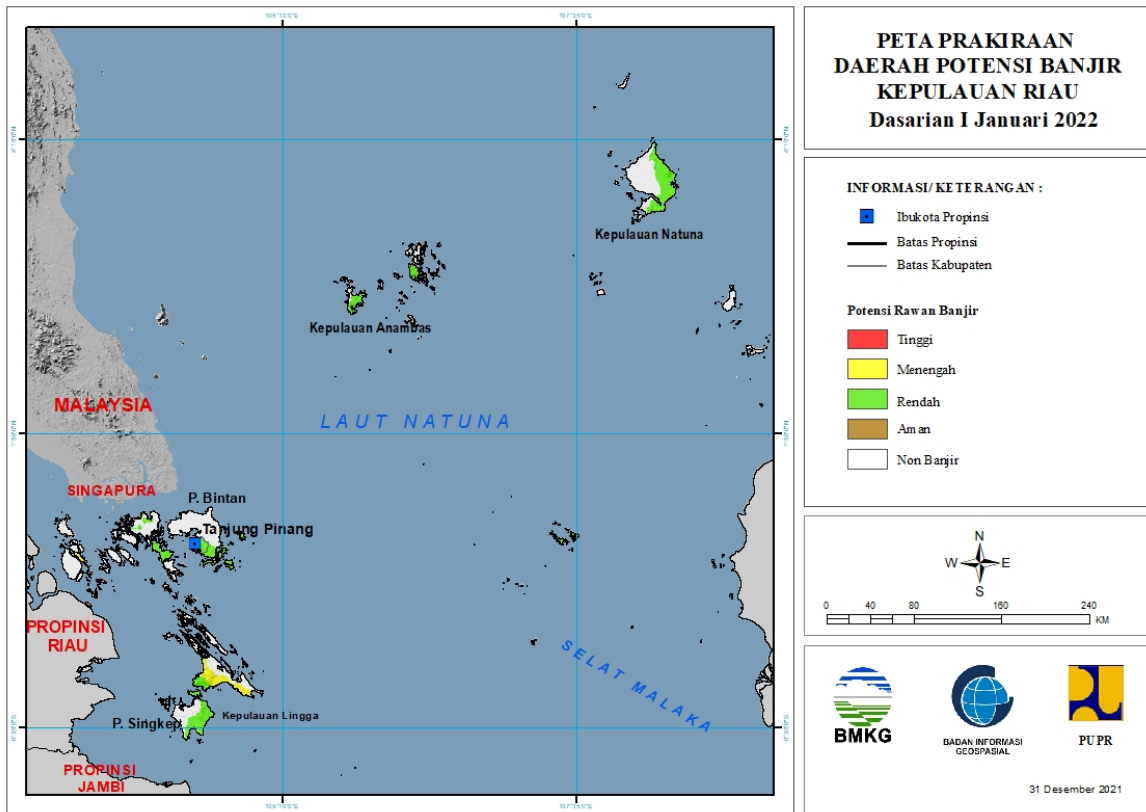 PETA PRAKIRAAN
DAERAH POTENSI BANJIR
KEPULAUAN RIAU
Dasarian I Januari 2022
INFORMASI/ KETERANGAN :
Ibukota Propinsi
Batas Propinsi
Batas Kabupaten
Potensi Rawan Banjir
Tinggi
Menengah
Rendah
Aman
Non Banjir
N
W E
S
0 40 80 160 240
KM
BMKG
BADAN INFORMASI
GEOSPASIAL
PUPR
31 Desember 2021
Kepulauan Natuna
Kepulauan Anambas
MALAYSIA
LAUT NATUNA
SINGAPURA
P. Bintan
Tanjung Pinang
PROPINSI
RIAU
SELAT MALAKA
P. Singkep
Kepulauan Lingga
PROPINSI
JAMBI